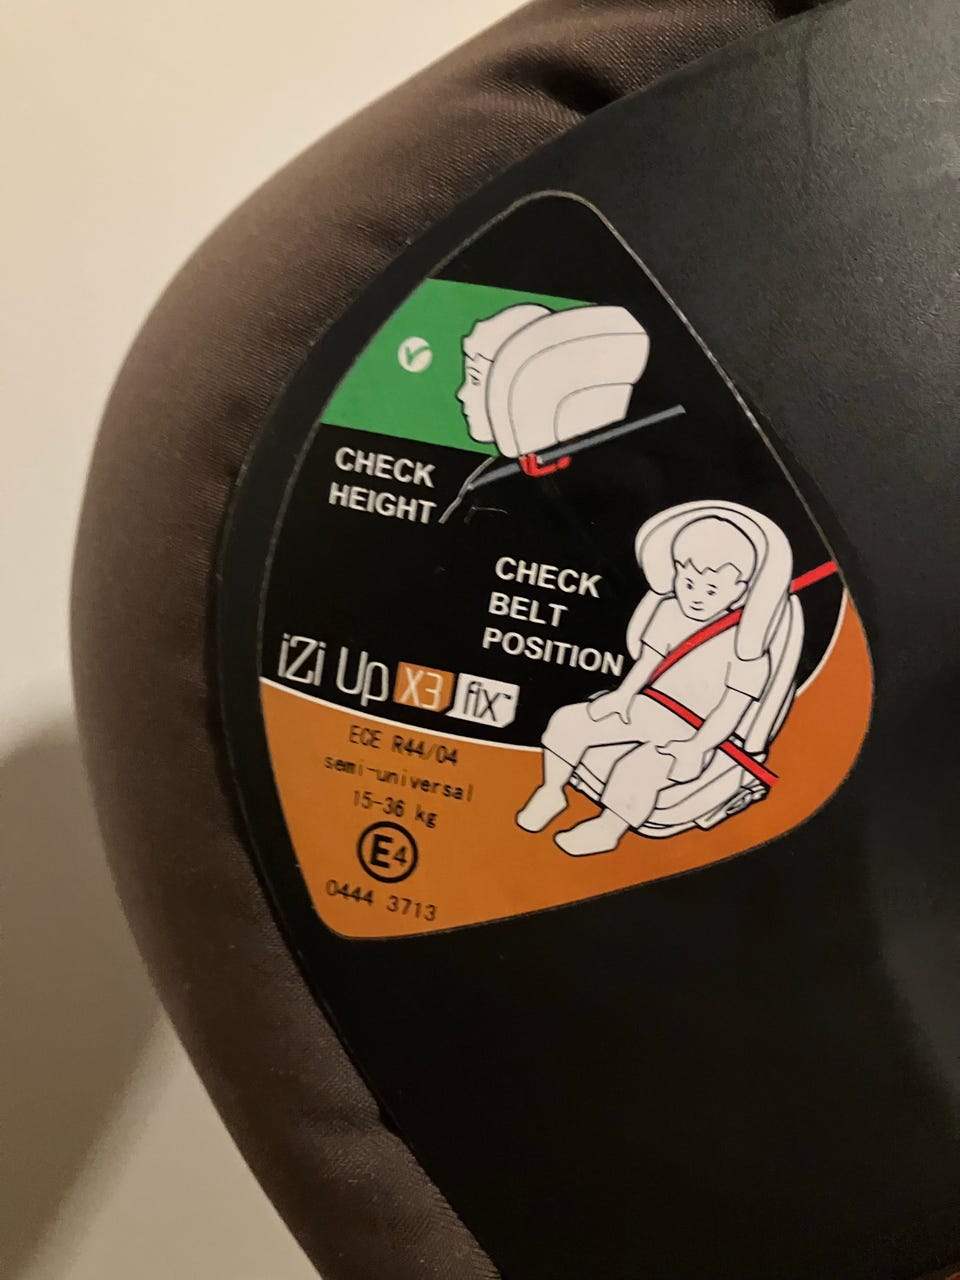 CHECK
HEIGHT
CHECK
BELT
POSITION
iZi Up X3 fix™
ECE R44/04
semi-universal
15-36 kg
E4
0444 3713